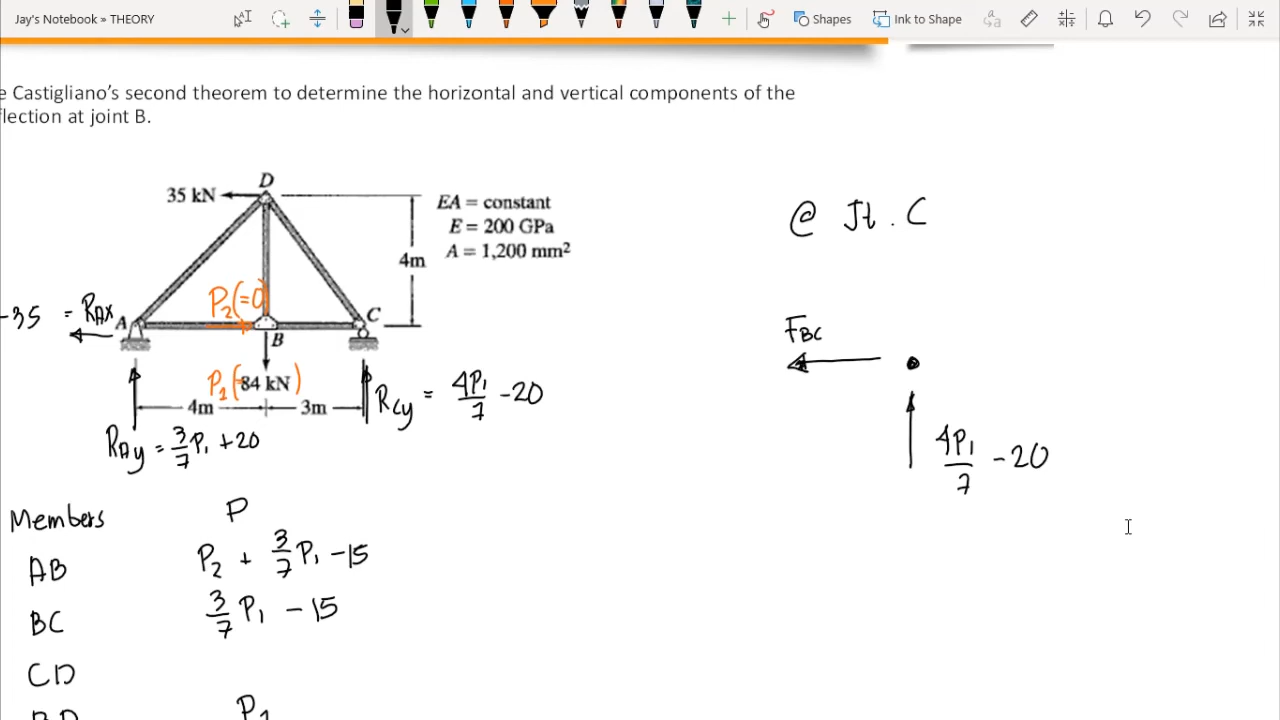 Jay's Notebook » THEORY
Shapes
Ink to Shape
e Castigliano's second theorem to determine the horizontal and vertical components of the
flection at joint B.
D
35 kN
EA = constant
E = 200 GPa
A = 1,200 mm²
4m
@ Jt. C
P₂(=0)
-35 = RAx
A
C
B
FBC
P₁(=84 kN)
RCy = 4P₁/7 - 20
4m
3m
RAy = 3/7 P₁ + 20
4P₁/7 - 20
Members P
AB P₂ + 3/7 P₁ - 15
BC 3/7 P₁ - 15
CD
BD P₁